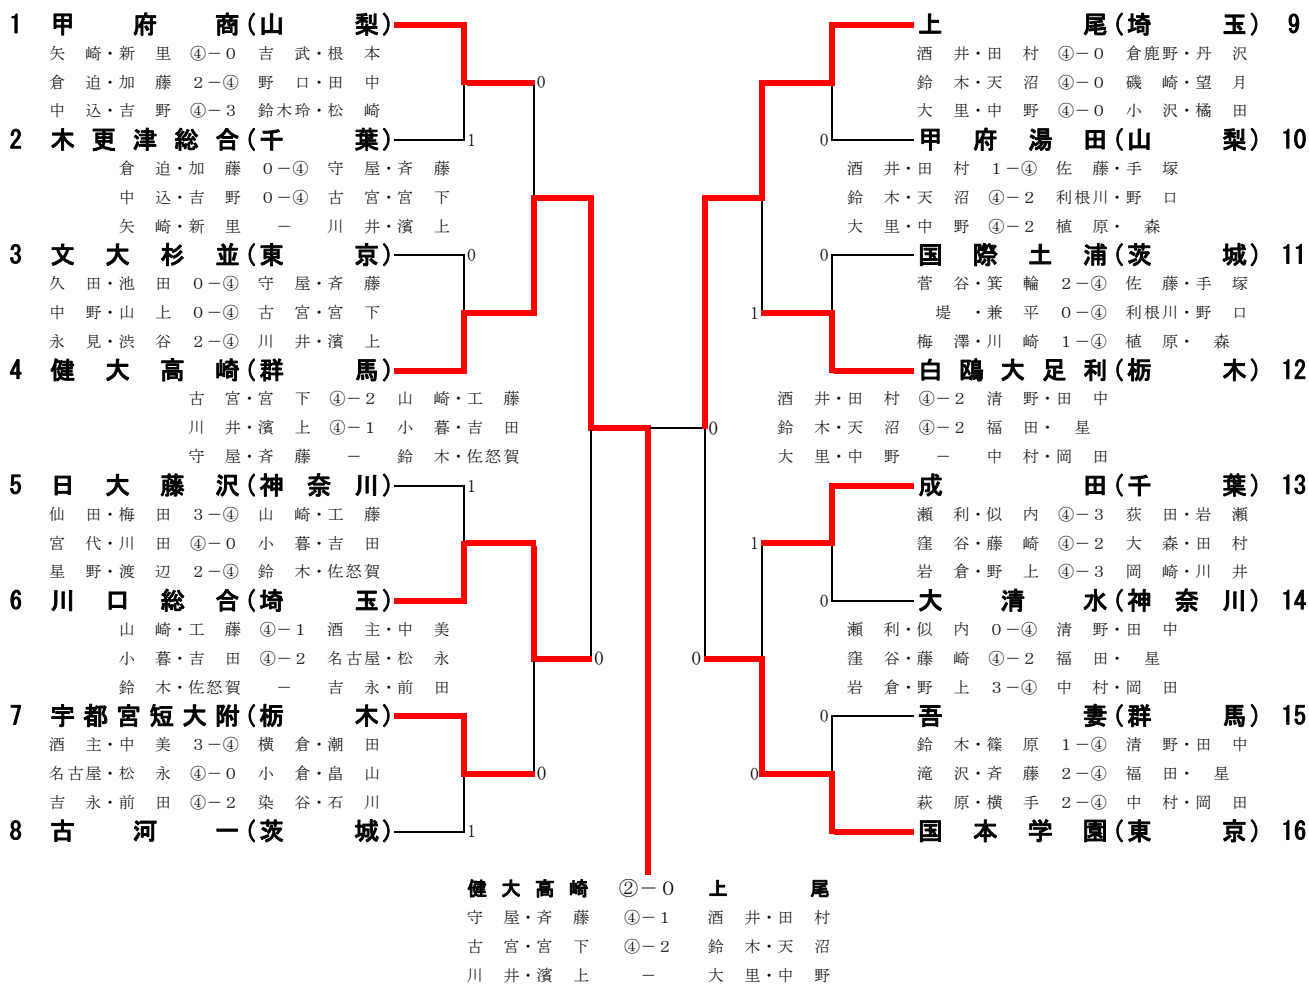 1 甲府商(山梨)
矢崎・新里 ④－0 吉武・根本
倉迫・加藤 2－④ 野口・田中
中込・吉野 ④－3 鈴木玲・松崎
0
2 木更津総合(千葉)
1
倉迫・加藤 0－④ 守屋・斉藤
中込・吉野 0－④ 古宮・宮下
矢崎・新里 － 川井・濱上
3 文大杉並(東京)
0
久田・池田 0－④ 守屋・斉藤
中野・山上 0－④ 古宮・宮下
永見・渋谷 2－④ 川井・濱上
4 健大高崎(群馬)
古宮・宮下 ④－2 山崎・工藤
川井・濱上 ④－1 小暮・吉田
守屋・斉藤 － 鈴木・佐怒賀
5 日大藤沢(神奈川)
1
仙田・梅田 3－④ 山崎・工藤
宮代・川田 ④－0 小暮・吉田
星野・渡辺 2－④ 鈴木・佐怒賀
6 川口総合(埼玉)
山崎・工藤 ④－1 酒主・中美
小暮・吉田 ④－2 名古屋・松永
0
鈴木・佐怒賀 － 吉永・前田
7 宇都宮短大附(栃木)
酒主・中美 3－④ 横倉・潮田
名古屋・松永 ④－0 小倉・畠山
0
吉永・前田 ④－2 染谷・石川
8 古河一(茨城)
1
上尾(埼玉) 9
酒井・田村 ④－0 倉鹿野・丹沢
鈴木・天沼 ④－0 磯崎・望月
大里・中野 ④－0 小沢・橘田
0
甲府湯田(山梨) 10
酒井・田村 1－④ 佐藤・手塚
鈴木・天沼 ④－2 利根川・野口
大里・中野 ④－2 植原・森
0
国際土浦(茨城) 11
菅谷・箕輪 2－④ 佐藤・手塚
1
堤・兼平 0－④ 利根川・野口
梅澤・川崎 1－④ 植原・森
白鴎大足利(栃木) 12
酒井・田村 ④－2 清野・田中
0
鈴木・天沼 ④－2 福田・星
大里・中野 － 中村・岡田
成田(千葉) 13
瀬利・似内 ④－3 荻田・岩瀬
1
窪谷・藤崎 ④－2 大森・田村
岩倉・野上 ④－3 岡崎・川井
0
大清水(神奈川) 14
瀬利・似内 0－④ 清野・田中
0
窪谷・藤崎 ④－2 福田・星
岩倉・野上 3－④ 中村・岡田
0
吾妻(群馬) 15
鈴木・篠原 1－④ 清野・田中
0
滝沢・斉藤 2－④ 福田・星
萩原・横手 2－④ 中村・岡田
国本学園(東京) 16
健大高崎 ②－0 上尾
守屋・斉藤 ④－1 酒井・田村
古宮・宮下 ④－2 鈴木・天沼
川井・濱上 － 大里・中野